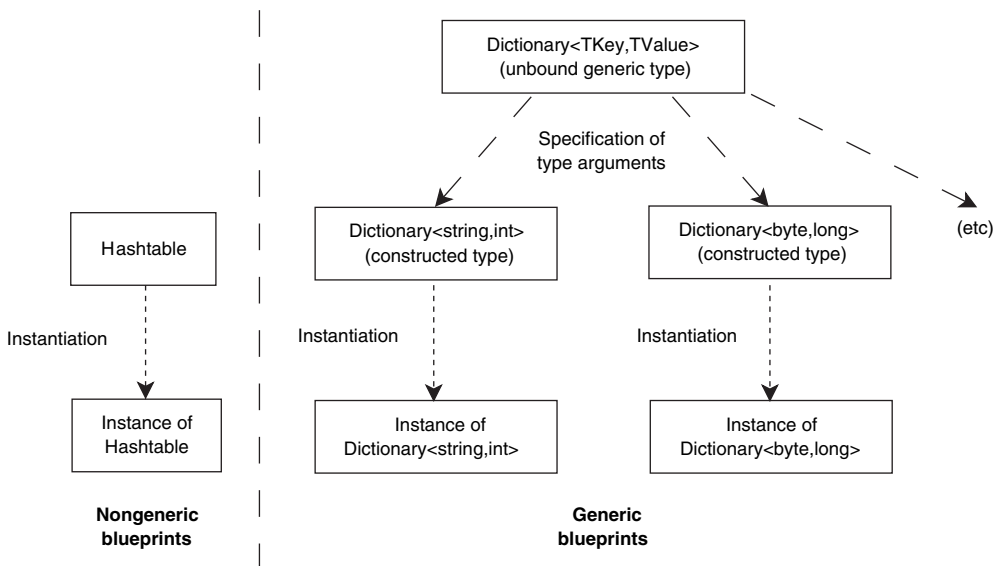 Dictionary<TKey,TValue>
(unbound generic type)
Specification of
type arguments
Hashtable
Dictionary<string,int>
(constructed type)
Dictionary<byte,long>
(constructed type)
(etc)
Instantiation
Instantiation
Instantiation
Instance of
Hashtable
Instance of
Dictionary<string,int>
Instance of
Dictionary<byte,long>
Nongeneric
blueprints
Generic
blueprints